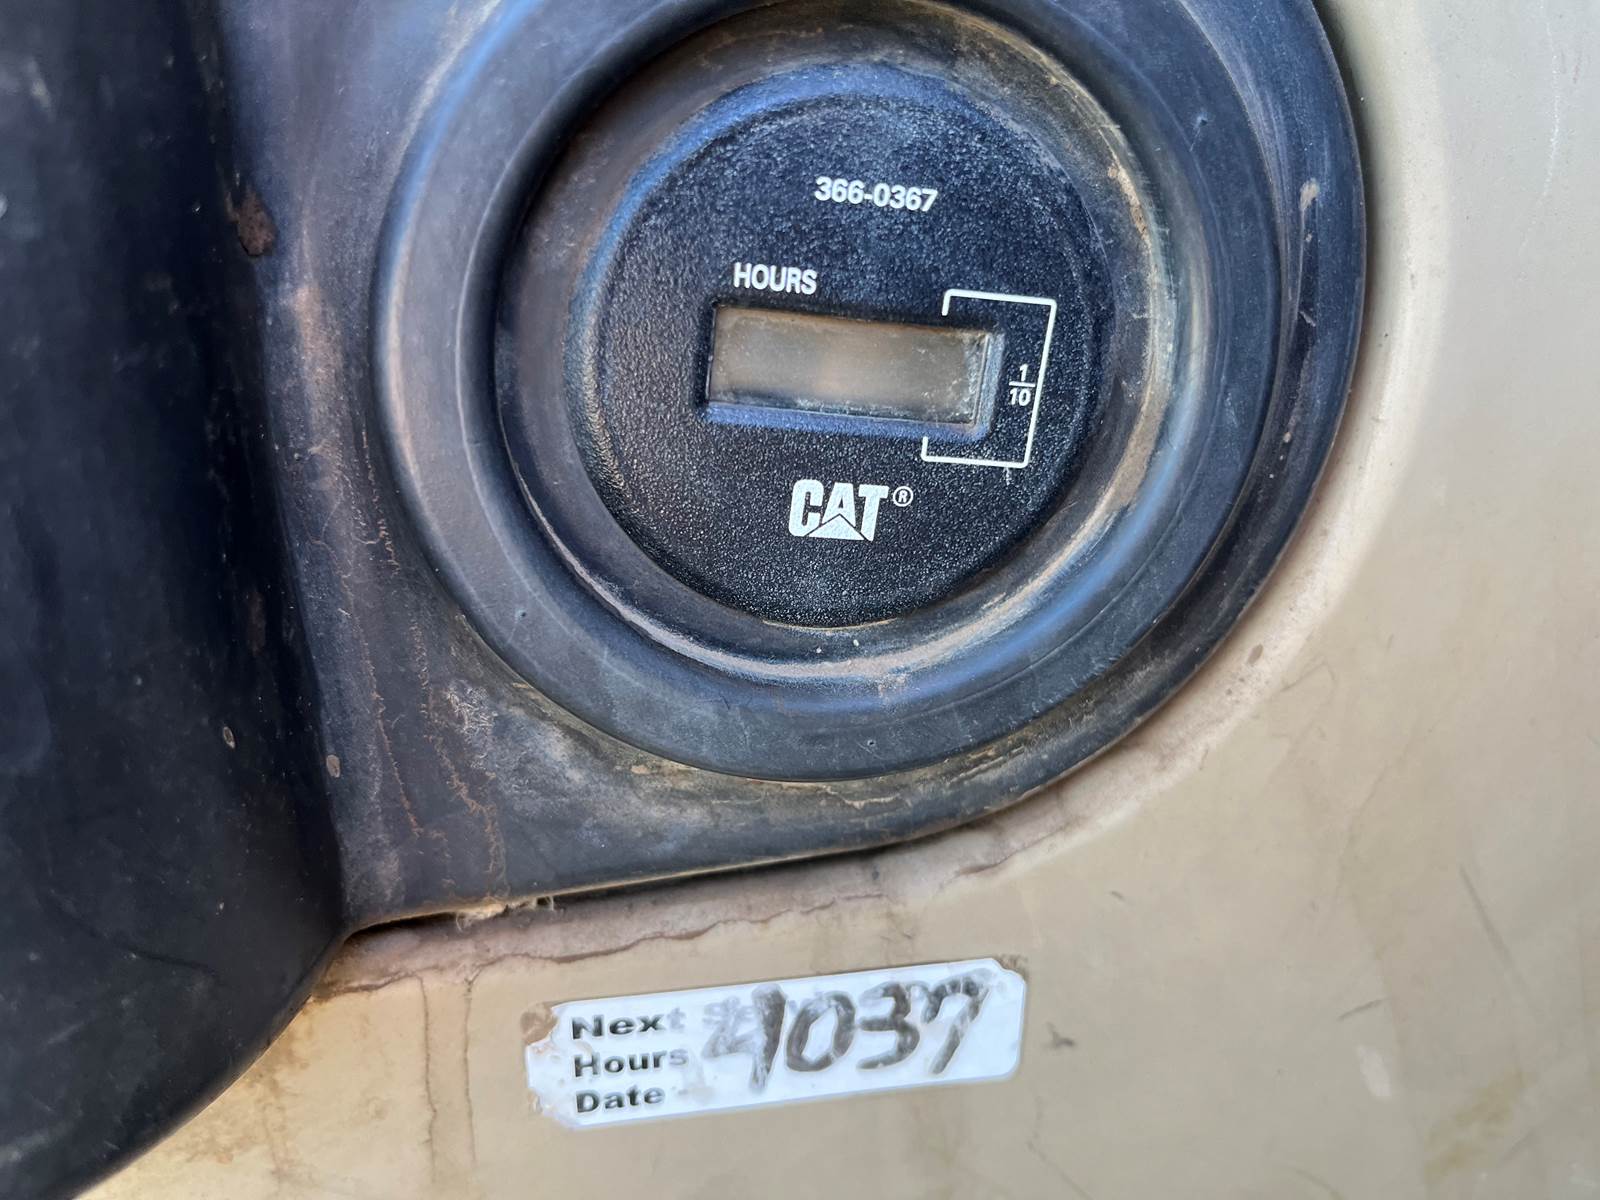 366-0367
HOURS
1
10
CAT®
Next
Hours 4037
Date